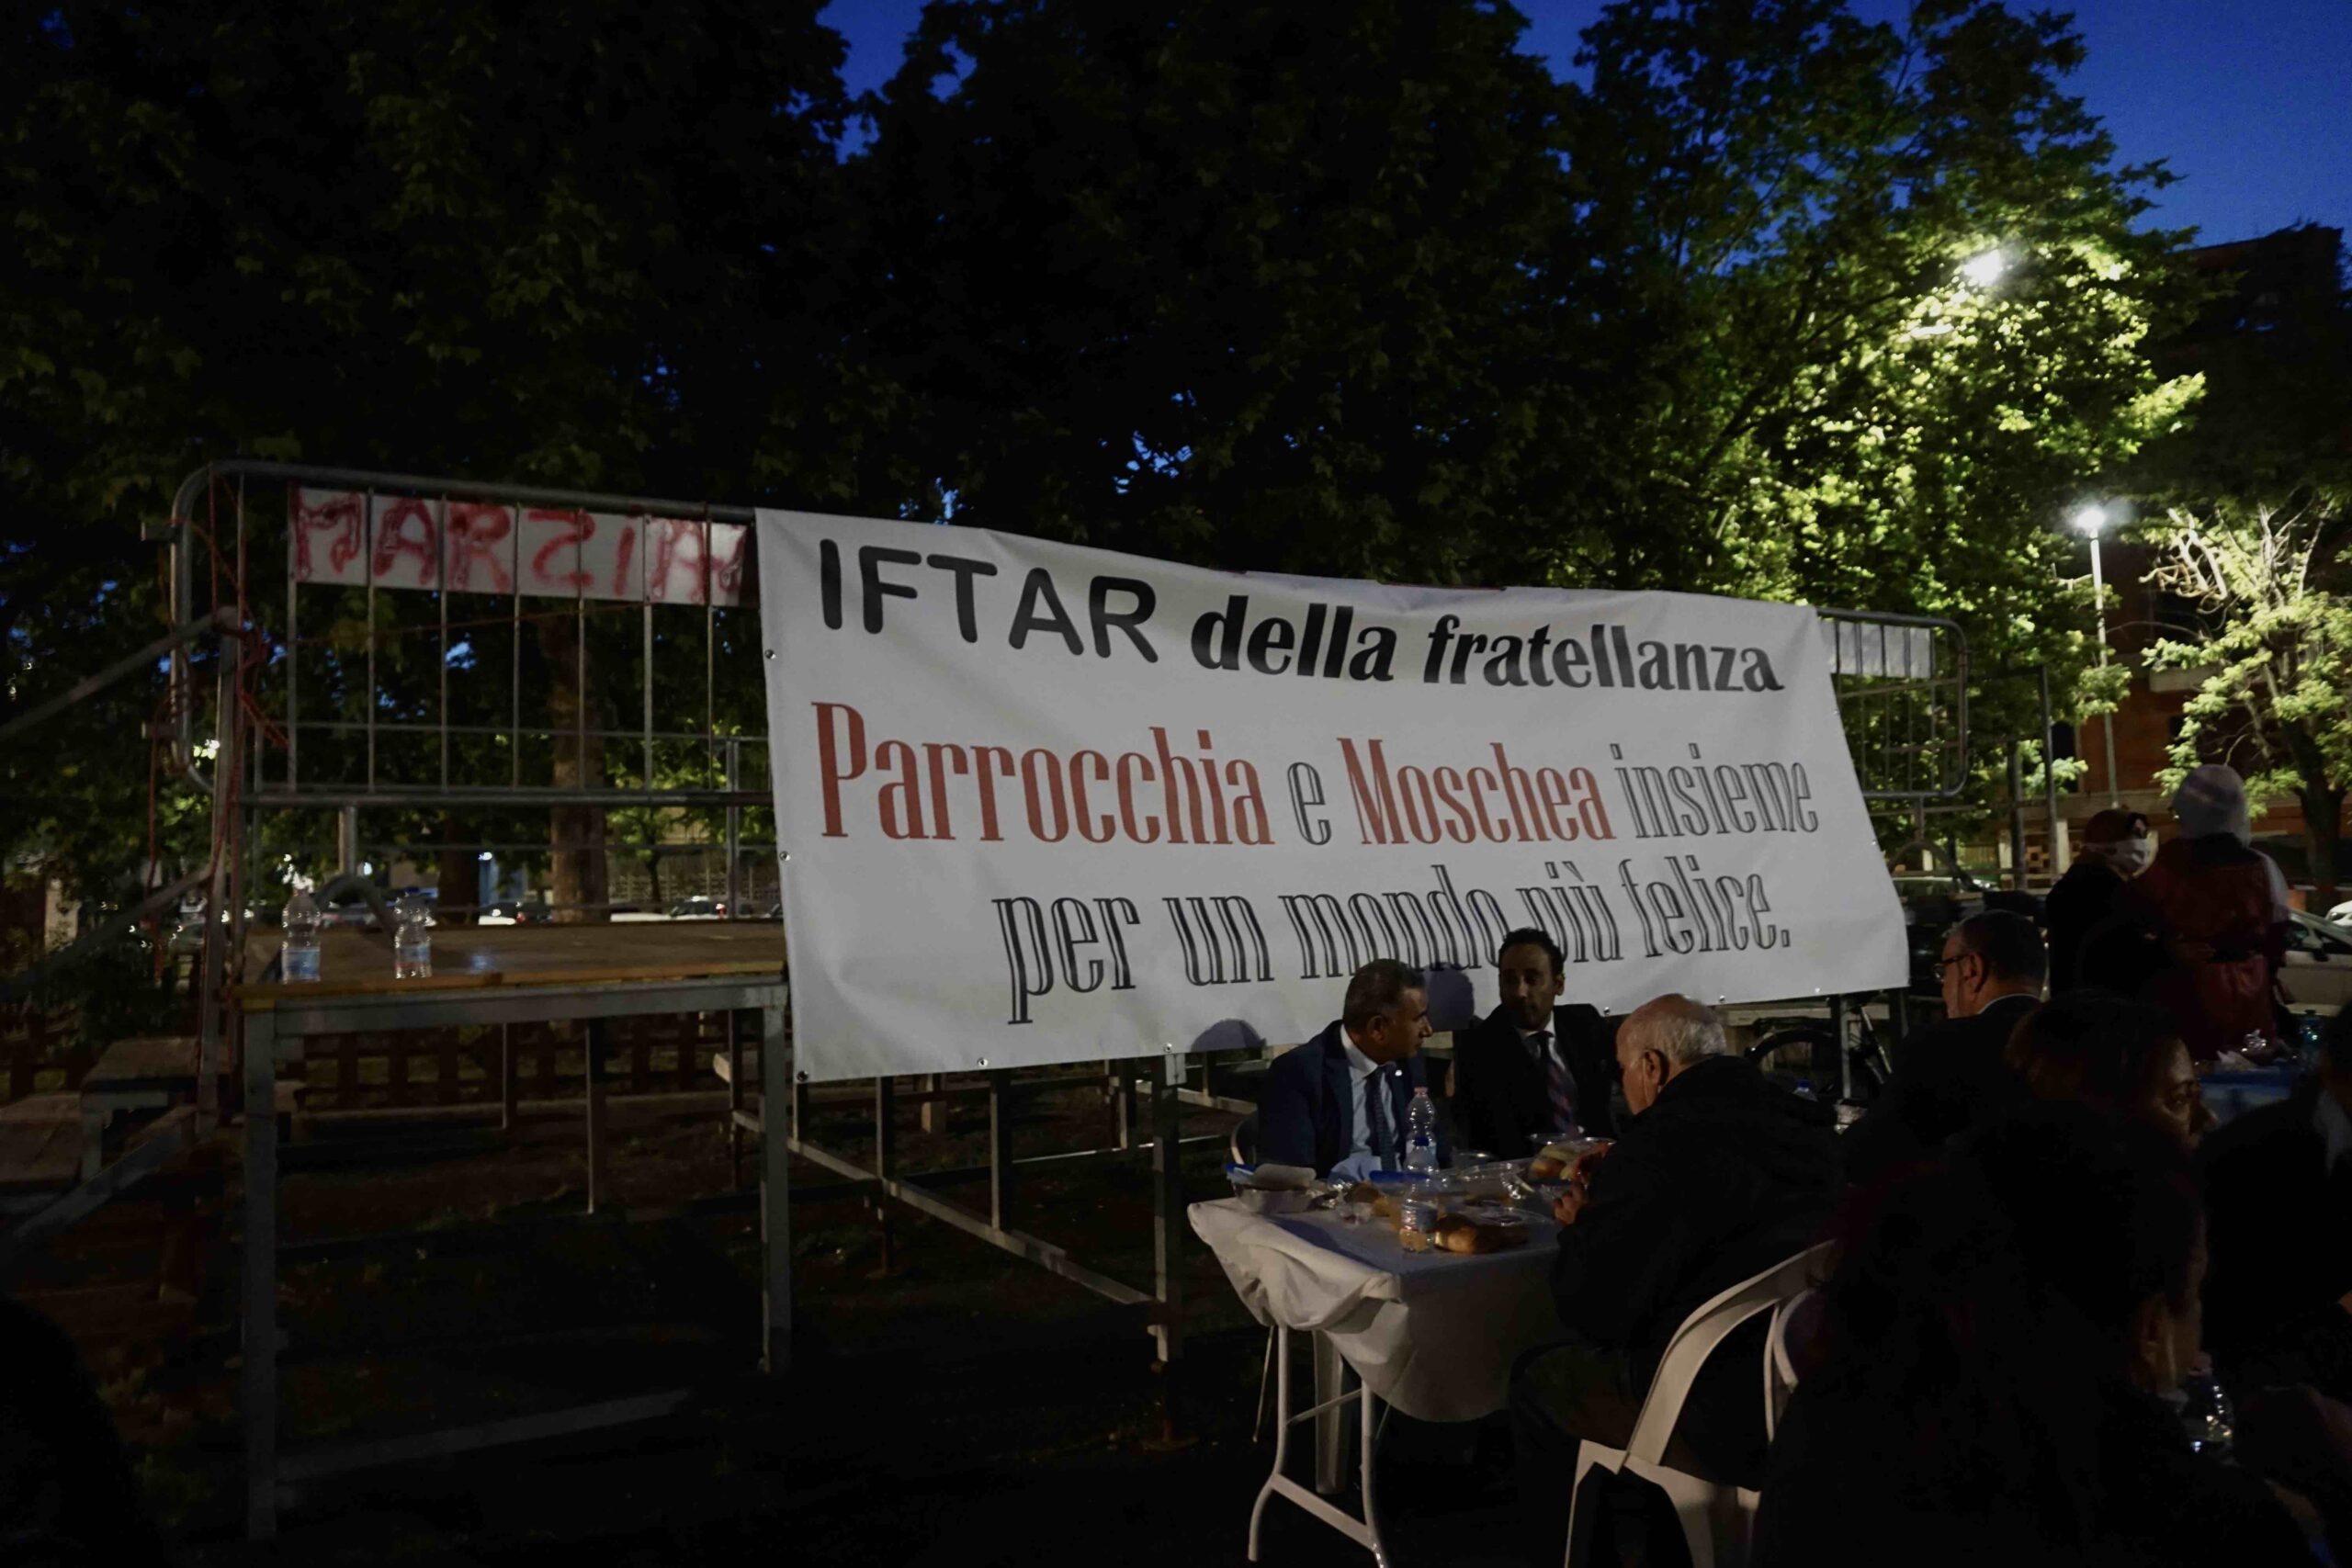 MARZIA
IFTAR della fratellanza
Parrocchia e Moschea insieme
per un mondo più felice.